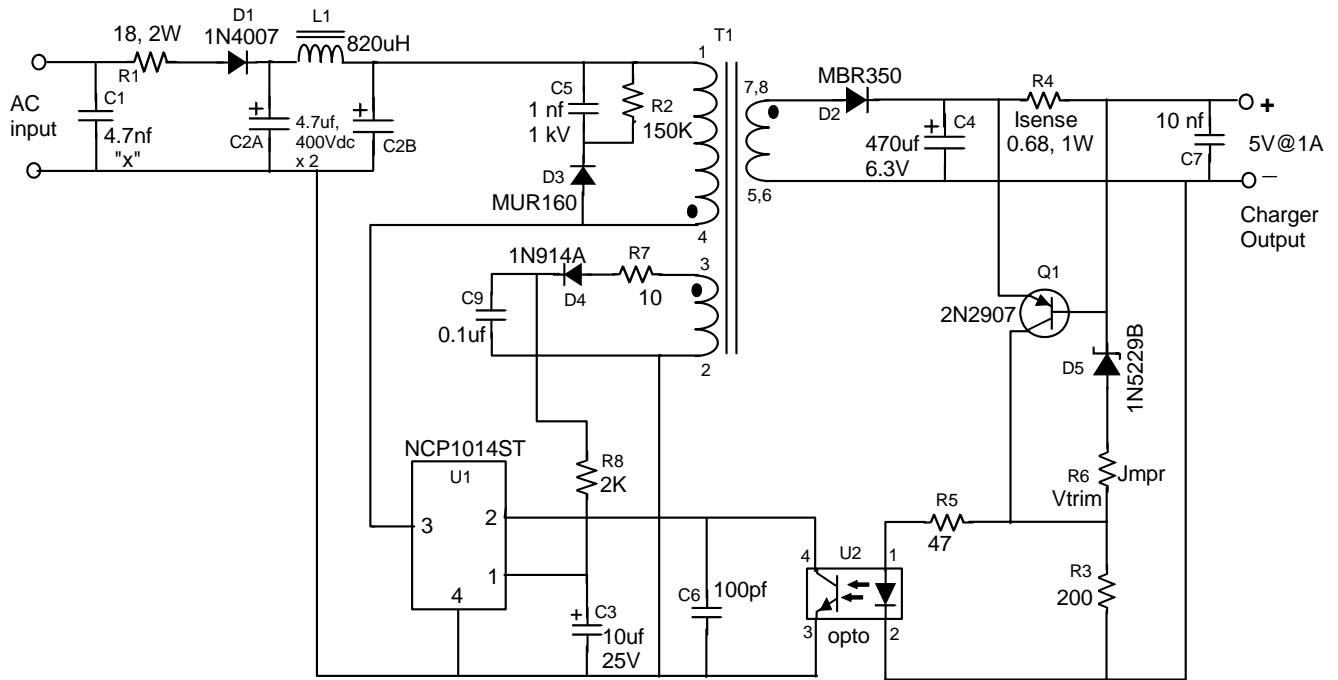 D1
1N4007
L1
820uH
18, 2W
R1
AC
input
C1
4.7nf
"x"
+
4.7uf,
400Vdc
x 2
C2A
+
C2B
C5
1 nf
1 kV
R2
150K
D3
MUR160
T1
1
4
3
2
7,8
5,6
MBR350
D2
+
C4
470uf
6.3V
R4
Isense
0.68, 1W
10 nf
C7
+
5V@1A
–
Charger
Output
1N914A
D4
R7
10
C9
0.1uf
Q1
2N2907
D5
1N5229B
NCP1014ST
U1
3
2
1
4
R8
2K
+
C3
10uf
25V
C6
100pf
U2
4
3
1
2
opto
R5
47
R6
Jmpr
Vtrim
R3
200